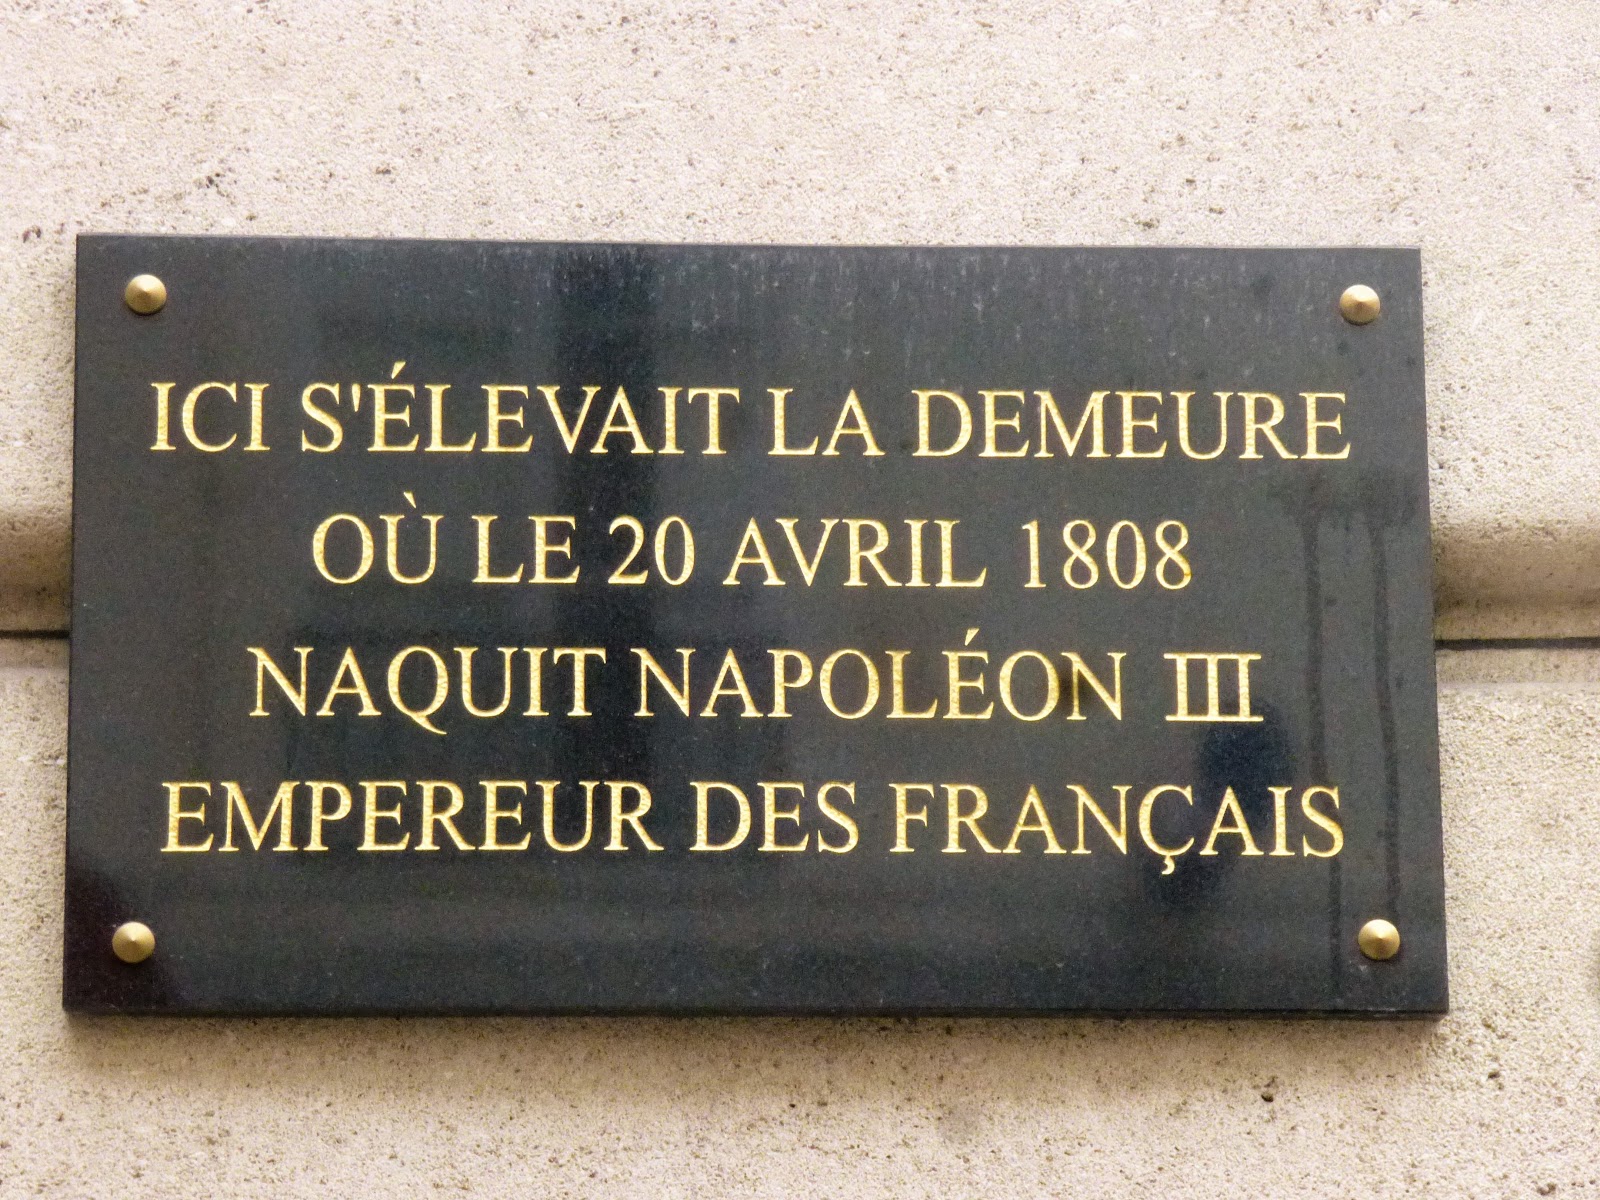 ICI S'ÉLEVAIT LA DEMEURE
OÙ LE 20 AVRIL 1808
NAQUIT NAPOLÉON III
EMPEREUR DES FRANÇAIS